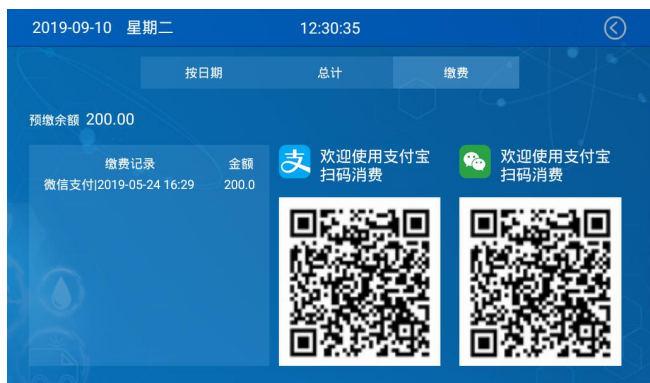 2019-09-10 星期二 12:30:35
按日期 总计 缴费
预缴余额 200.00
缴费记录 金额
微信支付|2019-05-24 16:29 200.0
支 欢迎使用支付宝
扫码消费
欢迎使用支付宝
扫码消费